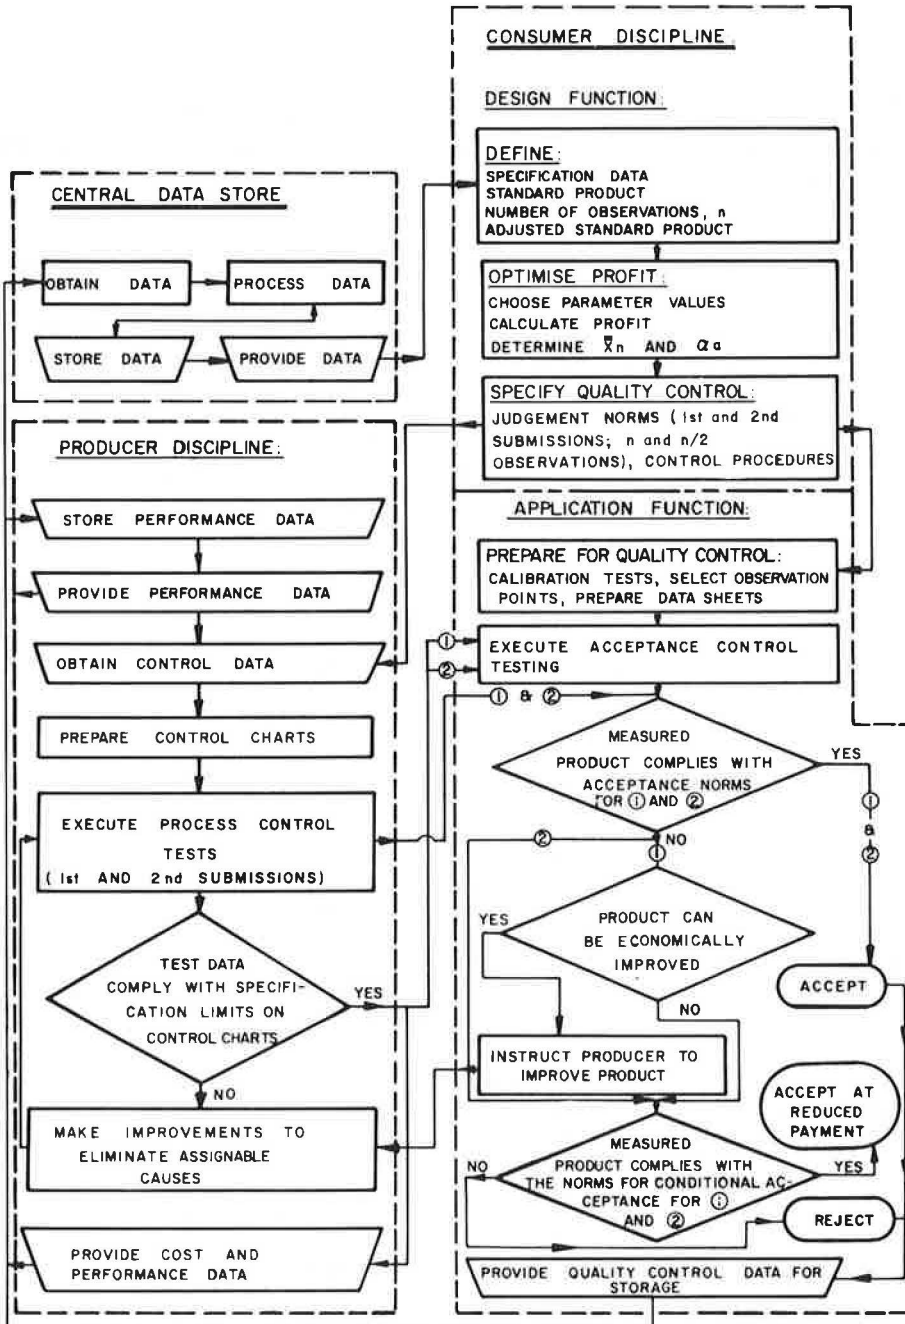 CONSUMER DISCIPLINE:
DESIGN FUNCTION:
DEFINE:
SPECIFICATION DATA
STANDARD PRODUCT
NUMBER OF OBSERVATIONS, n
ADJUSTED STANDARD PRODUCT
OPTIMISE PROFIT:
CHOOSE PARAMETER VALUES
CALCULATE PROFIT
DETERMINE X̿n AND αa
SPECIFY QUALITY CONTROL:
JUDGEMENT NORMS (1st and 2nd
SUBMISSIONS; n and n/2
OBSERVATIONS), CONTROL PROCEDURES
CENTRAL DATA STORE
OBTAIN DATA
PROCESS DATA
STORE DATA
PROVIDE DATA
PRODUCER DISCIPLINE:
STORE PERFORMANCE DATA
PROVIDE PERFORMANCE DATA
OBTAIN CONTROL DATA
PREPARE CONTROL CHARTS
EXECUTE PROCESS CONTROL
TESTS
(1st AND 2nd SUBMISSIONS)
TEST DATA
COMPLY WITH SPECIFI-
CATION LIMITS ON
CONTROL CHARTS
YES
NO
MAKE IMPROVEMENTS TO
ELIMINATE ASSIGNABLE
CAUSES
PROVIDE COST AND
PERFORMANCE DATA
APPLICATION FUNCTION:
PREPARE FOR QUALITY CONTROL:
CALIBRATION TESTS, SELECT OBSERVATION
POINTS, PREPARE DATA SHEETS
①
②
EXECUTE ACCEPTANCE CONTROL
TESTING
① & ②
MEASURED
PRODUCT COMPLIES WITH
ACCEPTANCE NORMS
FOR ① AND ②
YES
①
&
②
NO
②
①
PRODUCT CAN
BE ECONOMICALLY
IMPROVED
YES
NO
ACCEPT
INSTRUCT PRODUCER TO
IMPROVE PRODUCT
ACCEPT AT
REDUCED
PAYMENT
MEASURED
PRODUCT COMPLIES WITH
THE NORMS FOR CONDITIONAL AC-
CEPTANCE FOR ①
AND ②
NO
YES
REJECT
PROVIDE QUALITY CONTROL DATA FOR
STORAGE